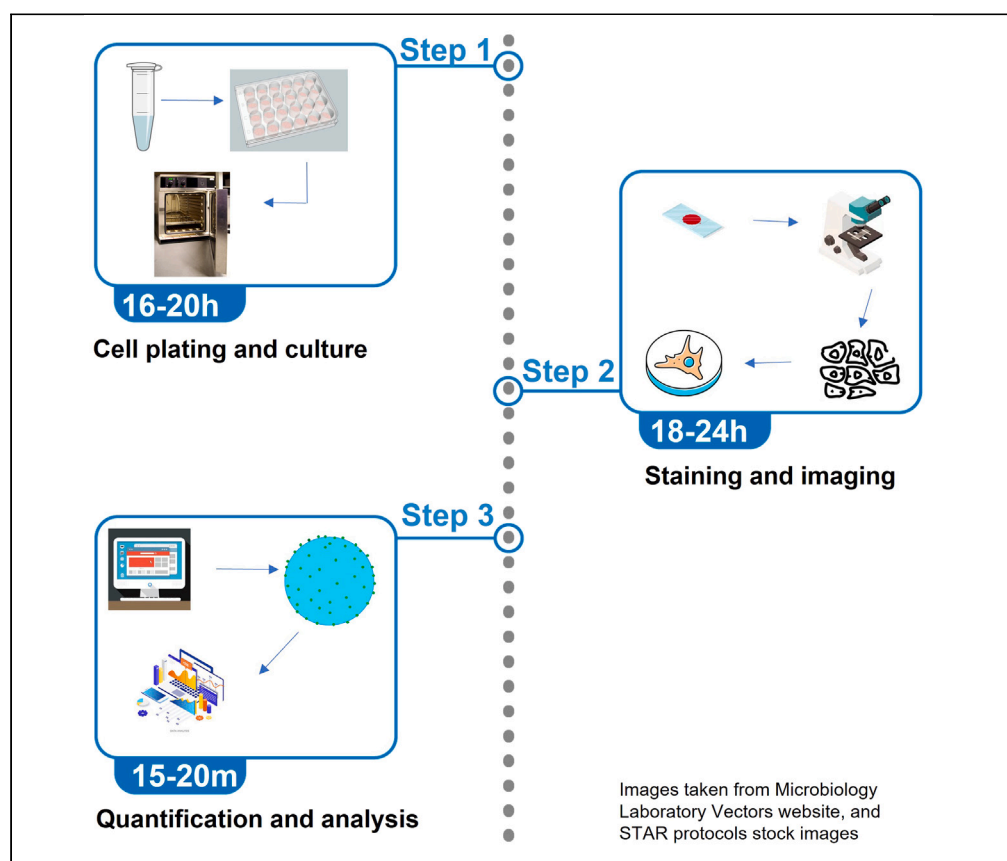 Step 1
16-20h
Cell plating and culture
Step 2
18-24h
Staining and imaging
Step 3
15-20m
Quantification and analysis
Images taken from Microbiology
Laboratory Vectors website, and
STAR protocols stock images